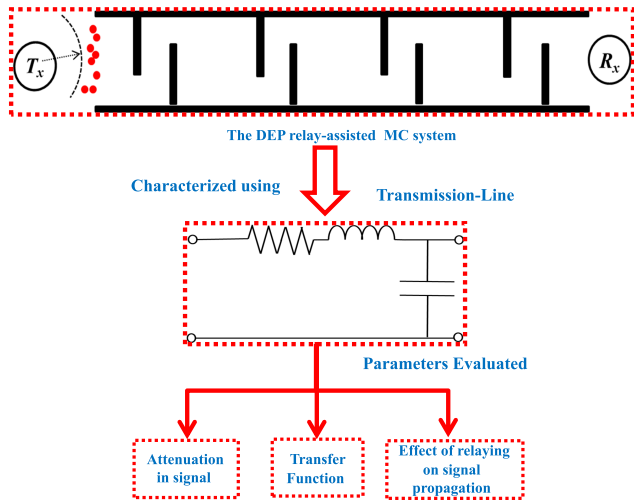 Tx
Rx
The DEP relay-assisted MC system
Characterized using
Transmission-Line
Parameters Evaluated
Attenuation
in signal
Transfer
Function
Effect of relaying
on signal
propagation